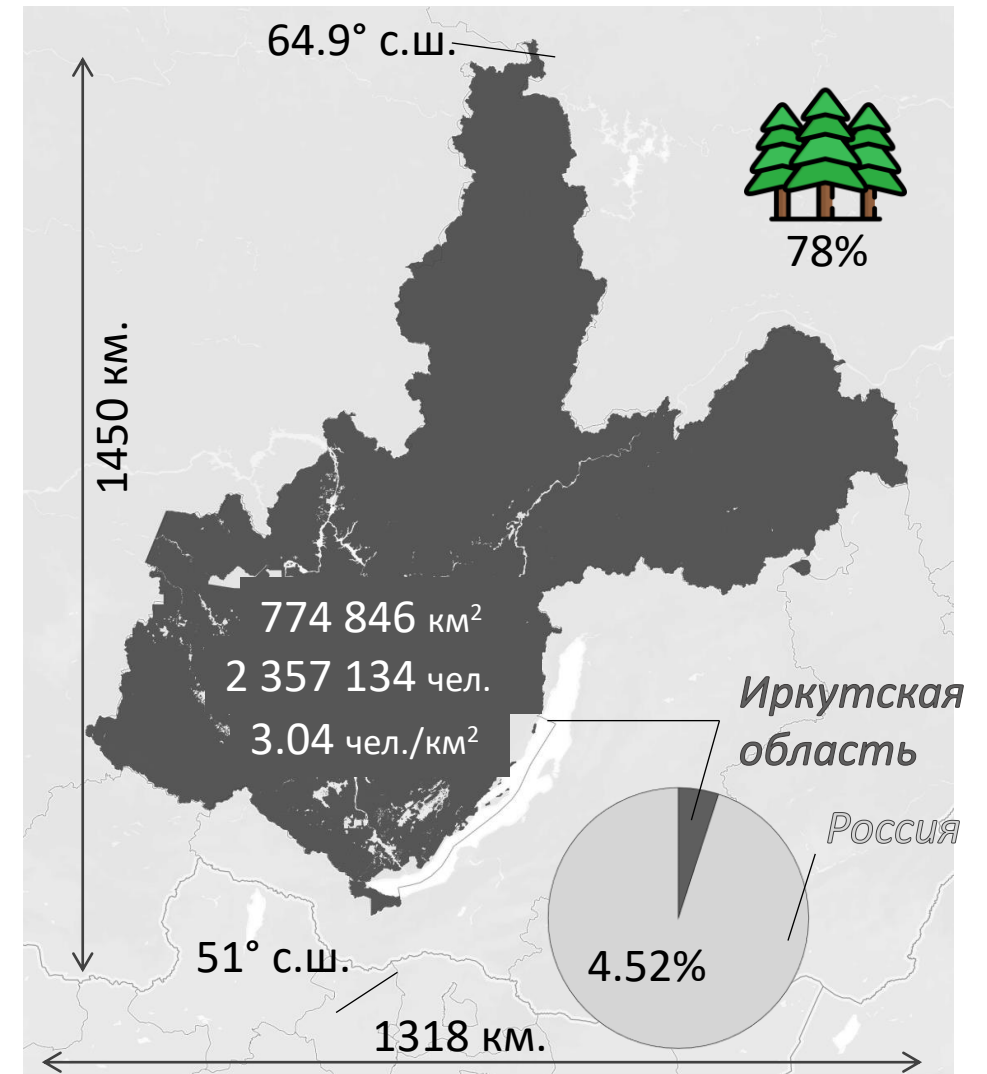 64.9° с.ш.
78%
1450 км.
774 846 км²
2 357 134 чел.
3.04 чел./км²
Иркутская
область
Россия
4.52%
51° с.ш.
1318 км.